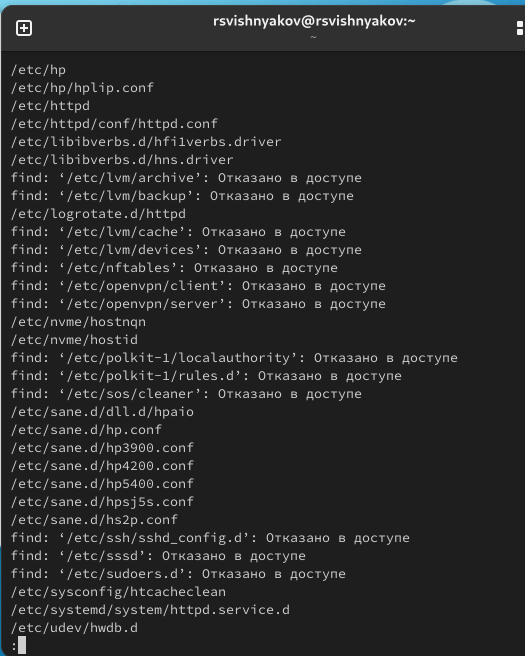 rsvishnyakov@rsvishnyakov:~
~
/etc/hp
/etc/hp/hplip.conf
/etc/httpd
/etc/httpd/conf/httpd.conf
/etc/libibverbs.d/hfi1verbs.driver
/etc/libibverbs.d/hns.driver
find: ‘/etc/lvm/archive’: Отказано в доступе
find: ‘/etc/lvm/backup’: Отказано в доступе
/etc/logrotate.d/httpd
find: ‘/etc/lvm/cache’: Отказано в доступе
find: ‘/etc/lvm/devices’: Отказано в доступе
find: ‘/etc/nftables’: Отказано в доступе
find: ‘/etc/openvpn/client’: Отказано в доступе
find: ‘/etc/openvpn/server’: Отказано в доступе
/etc/nvme/hostnqn
/etc/nvme/hostid
find: ‘/etc/polkit-1/localauthority’: Отказано в доступе
find: ‘/etc/polkit-1/rules.d’: Отказано в доступе
find: ‘/etc/sos/cleaner’: Отказано в доступе
/etc/sane.d/dll.d/hpaio
/etc/sane.d/hp.conf
/etc/sane.d/hp3900.conf
/etc/sane.d/hp4200.conf
/etc/sane.d/hp5400.conf
/etc/sane.d/hpsj5s.conf
/etc/sane.d/hs2p.conf
find: ‘/etc/ssh/sshd_config.d’: Отказано в доступе
find: ‘/etc/sssd’: Отказано в доступе
find: ‘/etc/sudoers.d’: Отказано в доступе
/etc/sysconfig/htcacheclean
/etc/systemd/system/httpd.service.d
/etc/udev/hwdb.d
: